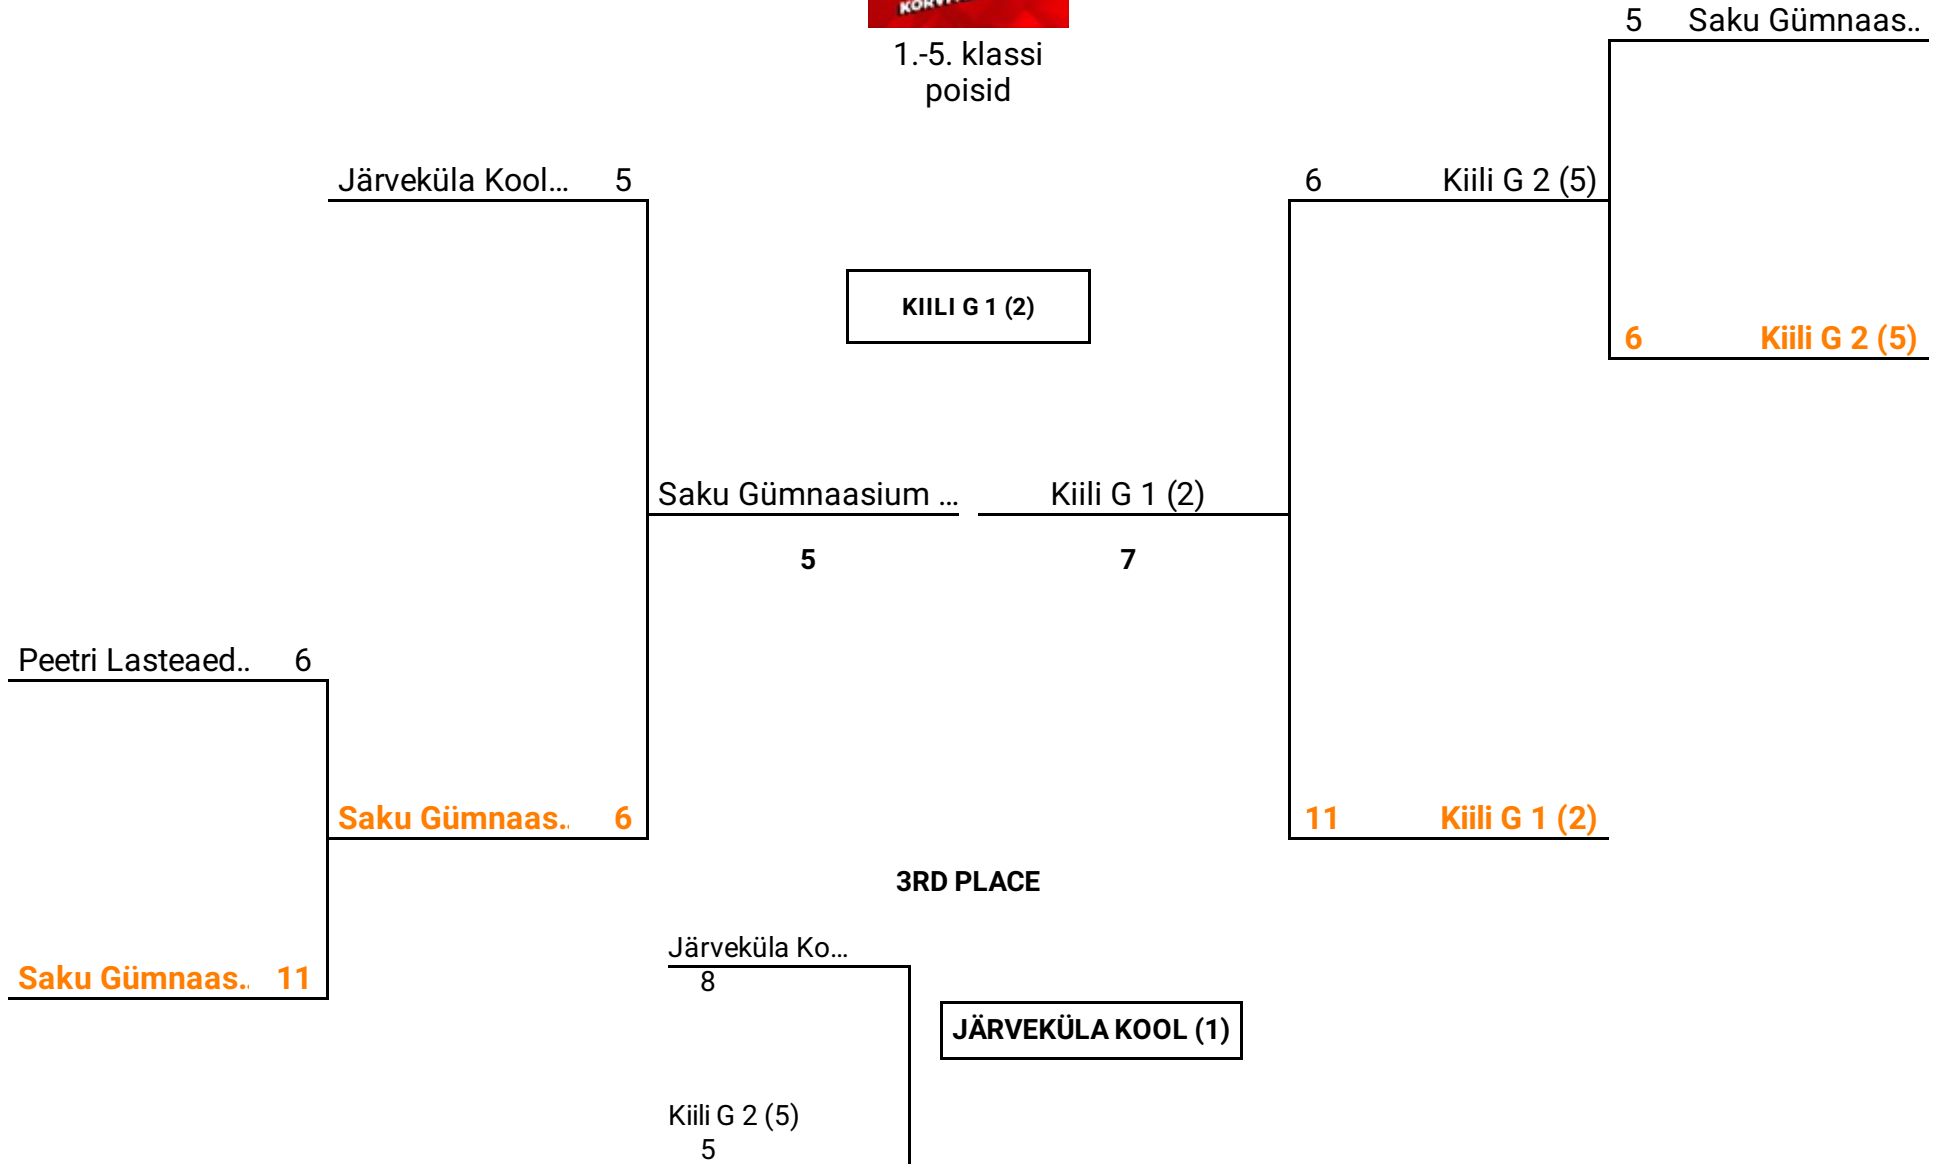 5 Saku Gümnaas..
1.-5. klassi
poisid
Järveküla Kool... 5
6 Kiili G 2 (5)
KIILI G 1 (2)
6 Kiili G 2 (5)
Saku Gümnaasium ...
Kiili G 1 (2)
5
7
Peetri Lasteaed.. 6
Saku Gümnaas.. 6
11 Kiili G 1 (2)
3RD PLACE
Järveküla Ko...
8
Saku Gümnaas.. 11
JÄRVEKÜLA KOOL (1)
Kiili G 2 (5)
5